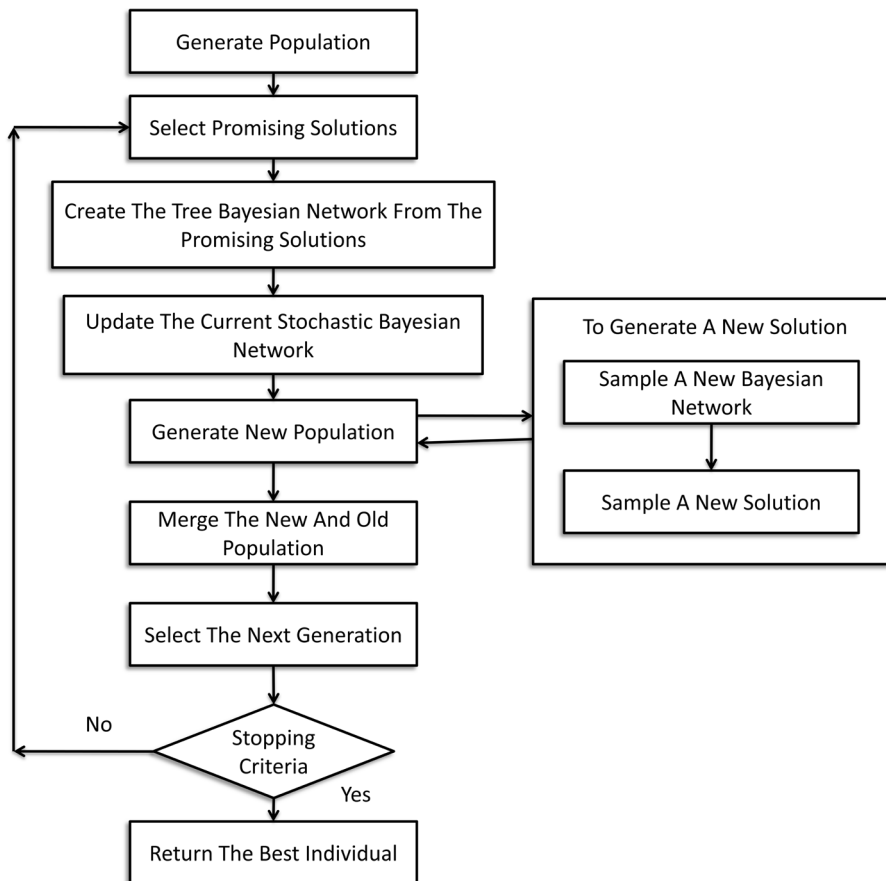 Generate Population
Select Promising Solutions
Create The Tree Bayesian Network From The
Promising Solutions
Update The Current Stochastic Bayesian
Network
Generate New Population
To Generate A New Solution
Sample A New Bayesian
Network
Sample A New Solution
Merge The New And Old
Population
Select The Next Generation
No
Stopping
Criteria
Yes
Return The Best Individual